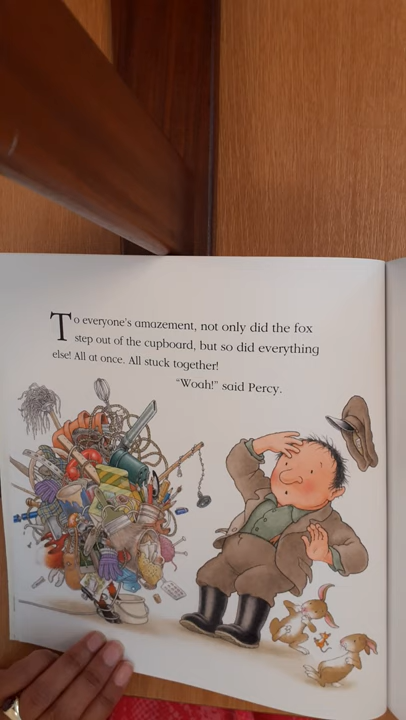 To everyone's amazement, not only did the fox
step out of the cupboard, but so did everything
else! All at once. All stuck together!
"Woah!" said Percy.